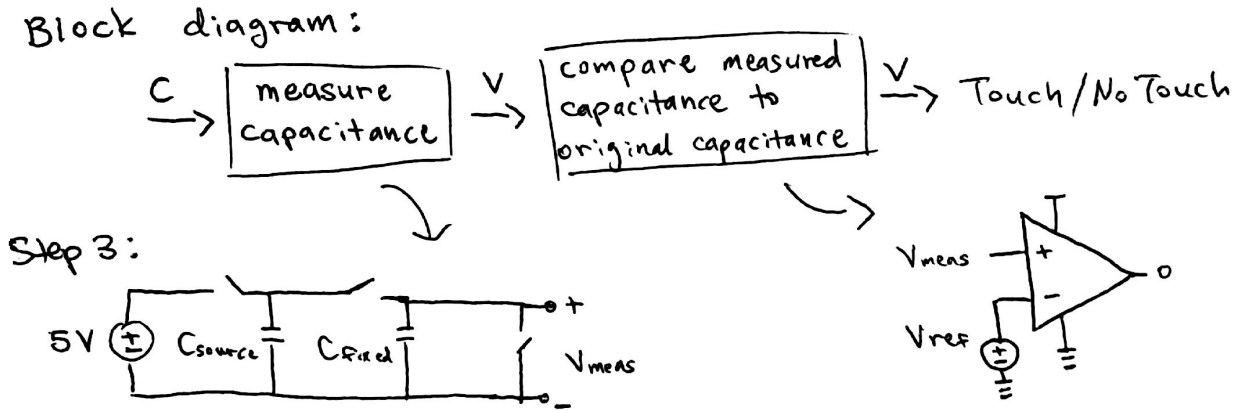 Block diagram:
C
measure
capacitance
V
compare measured
capacitance to
original capacitance
V
Touch/No Touch
Step 3:
5V
+
-
Csource
Cfixed
+
Vmeas
-
Vmeas
+
-
Vref
+
-
o